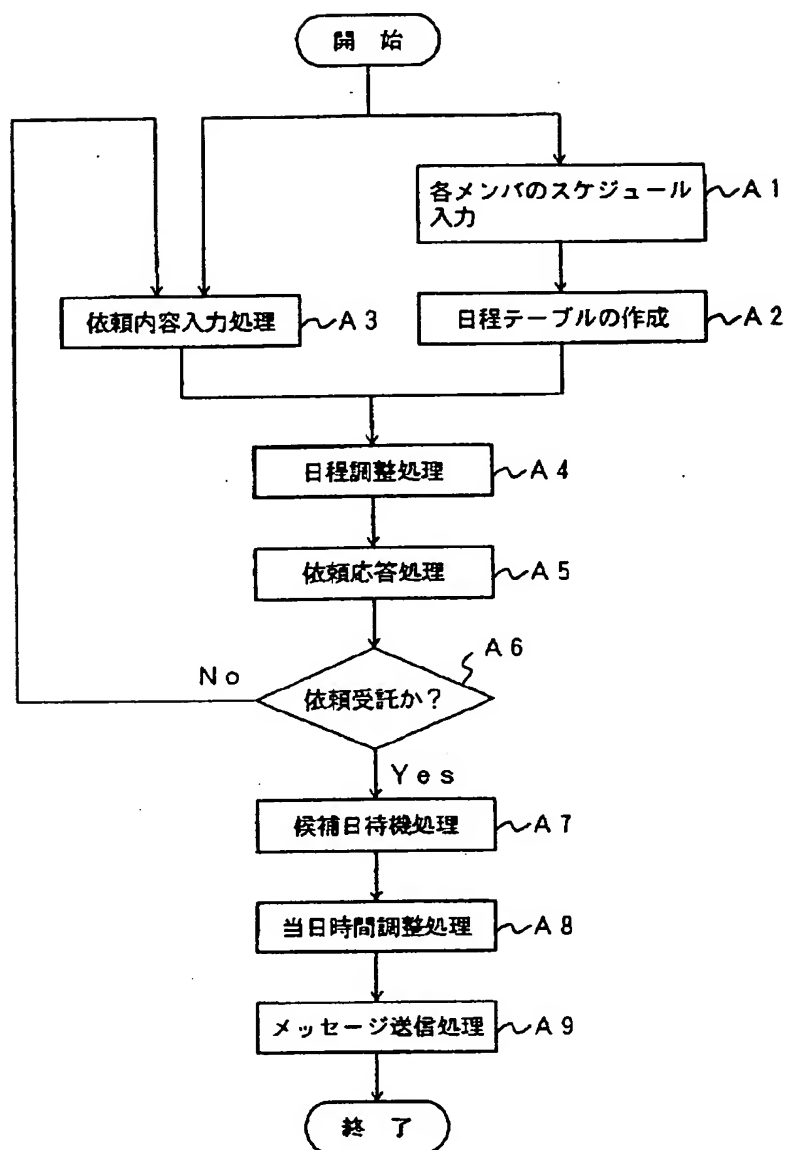 開 始
各メンバのスケジュール
入力
A1
依頼内容入力処理
A3
日程テーブルの作成
A2
日程調整処理
A4
依頼応答処理
A5
A6
No
依頼受託か?
Yes
候補日待機処理
A7
当日時間調整処理
A8
メッセージ送信処理
A9
終 了